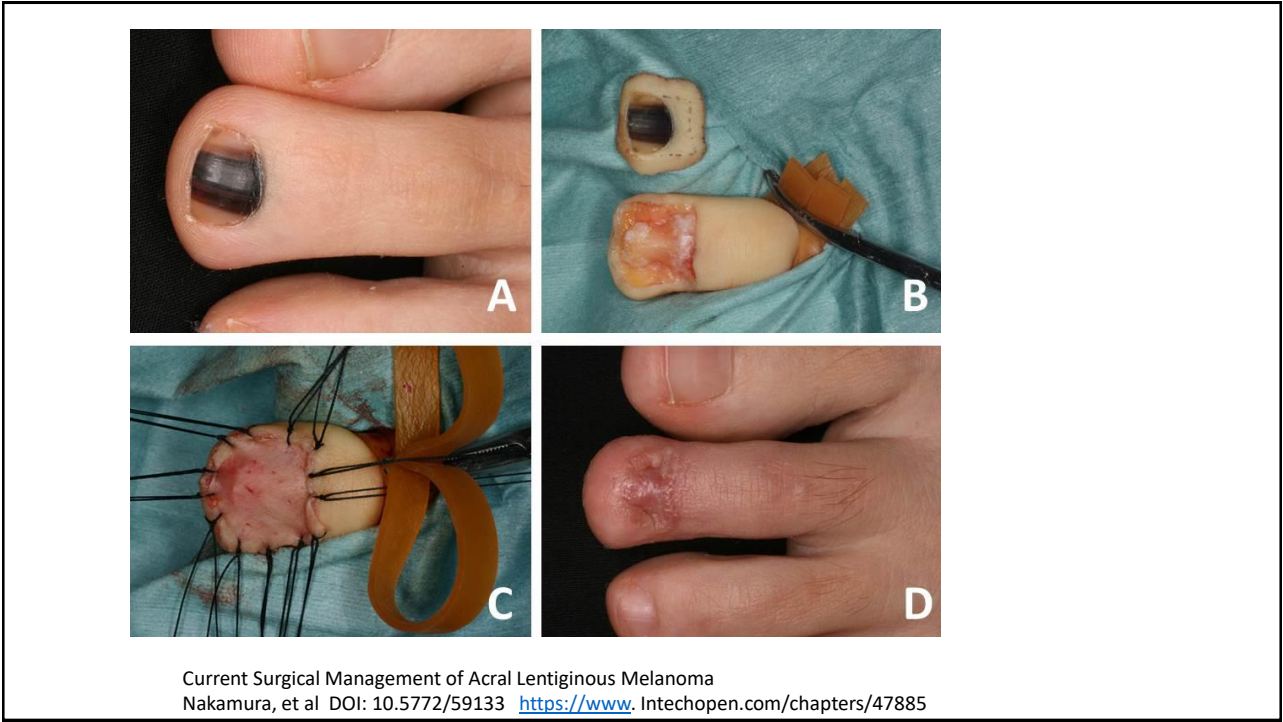 A
B
C
D
Current Surgical Management of Acral Lentiginous Melanoma
Nakamura, et al DOI: 10.5772/59133 https://www. Intechopen.com/chapters/47885